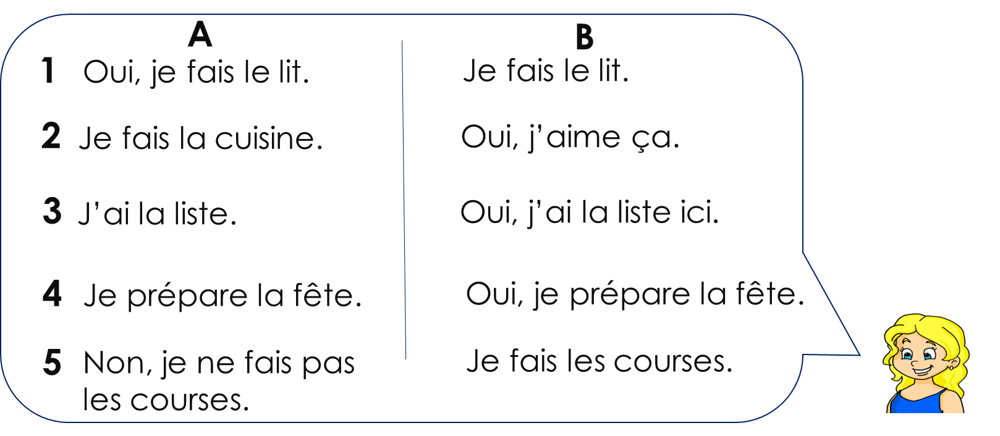 A B
1 Oui, je fais le lit. Je fais le lit.
2 Je fais la cuisine. Oui, j’aime ça.
3 J’ai la liste. Oui, j’ai la liste ici.
4 Je prépare la fête. Oui, je prépare la fête.
5 Non, je ne fais pas Je fais les courses.
les courses.